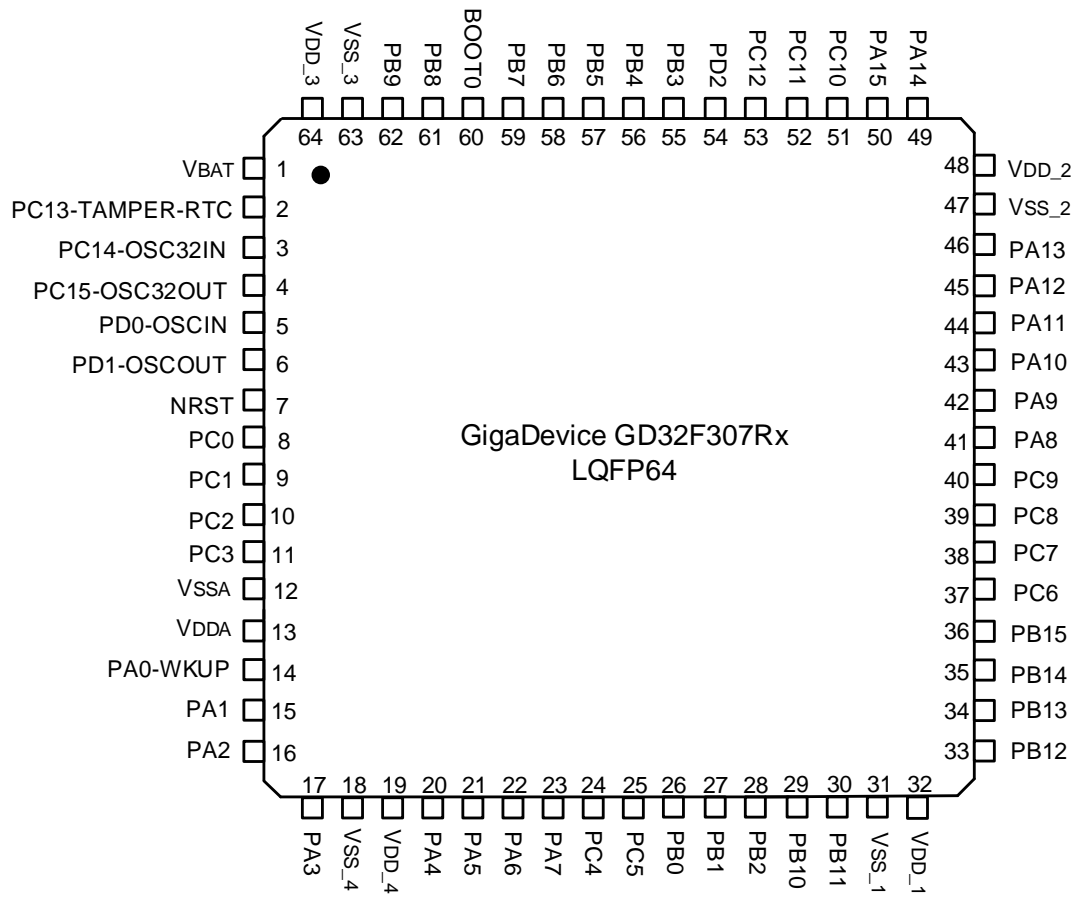 VDD_3
VSS_3
PB9
PB8
BOOT0
PB7
PB6
PB5
PB4
PB3
PD2
PC12
PC11
PC10
PA15
PA14
64 63 62 61 60 59 58 57 56 55 54 53 52 51 50 49
VBAT 1
PC13-TAMPER-RTC 2
PC14-OSC32IN 3
PC15-OSC32OUT 4
PD0-OSCIN 5
PD1-OSCOUT 6
NRST 7
PC0 8
PC1 9
PC2 10
PC3 11
VSSA 12
VDDA 13
PA0-WKUP 14
PA1 15
PA2 16
GigaDevice GD32F307Rx
LQFP64
48 VDD_2
47 VSS_2
46 PA13
45 PA12
44 PA11
43 PA10
42 PA9
41 PA8
40 PC9
39 PC8
38 PC7
37 PC6
36 PB15
35 PB14
34 PB13
33 PB12
17 18 19 20 21 22 23 24 25 26 27 28 29 30 31 32
PA3
VSS_4
VDD_4
PA4
PA5
PA6
PA7
PC4
PC5
PB0
PB1
PB2
PB10
PB11
VSS_1
VDD_1